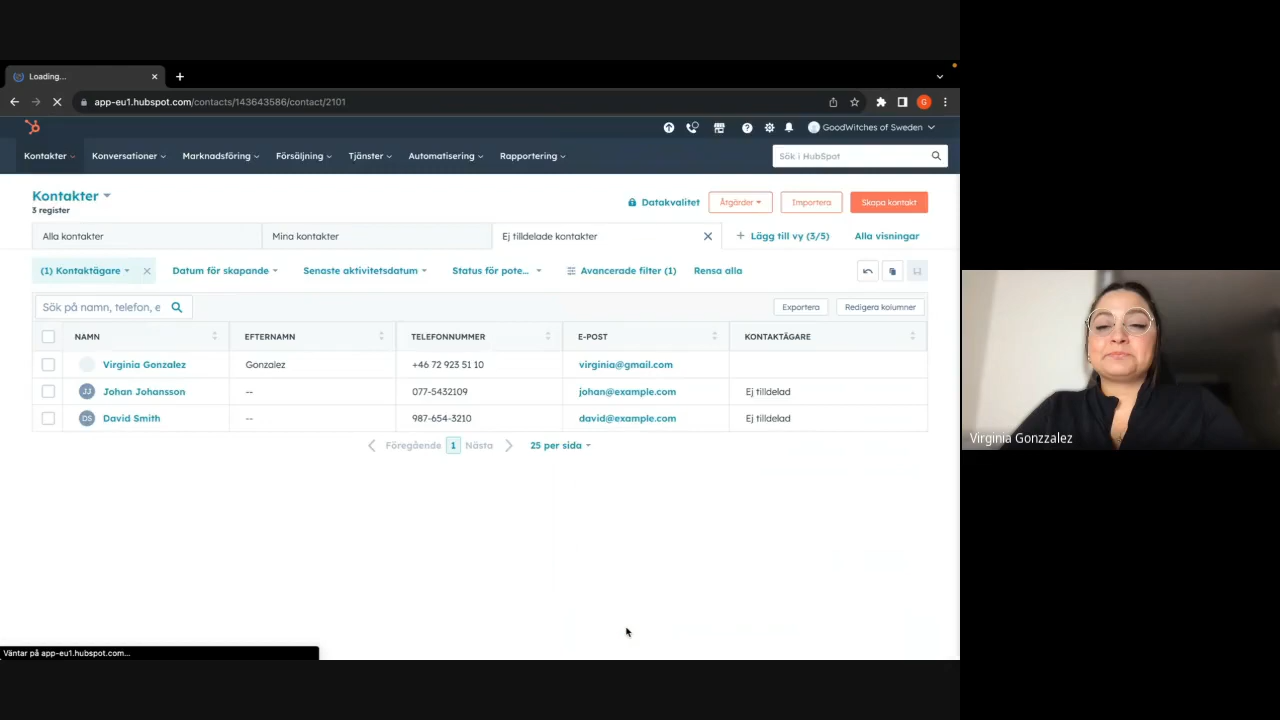 Loading...
app-eu1.hubspot.com/contacts/143643586/contact/2101
G
GoodWitches of Sweden
Kontakter Konversationer Marknadsföring Försäljning Tjänster Automatisering Rapportering Sök i HubSpot
Kontakter
3 register
Datakvalitet Åtgärder Importera Skapa kontakt
Alla kontakter Mina kontakter Ej tilldelade kontakter Lägg till vy (3/5) Alla visningar
(1) Kontaktägare Datum för skapande Senaste aktivitetsdatum Status för pote... Avancerade filter (1) Rensa alla
Sök på namn, telefon, e Exportera Redigera kolumner
NAMN EFTERNAMN TELEFONNUMMER E-POST KONTAKTÄGARE
Virginia Gonzalez Gonzalez +46 72 923 51 10 virginia@gmail.com
JJ Johan Johansson -- 077-5432109 johan@example.com Ej tilldelad
DS David Smith -- 987-654-3210 david@example.com Ej tilldelad
Föregående 1 Nästa 25 per sida
Väntar på app-eu1.hubspot.com...
Virginia Gonzzalez